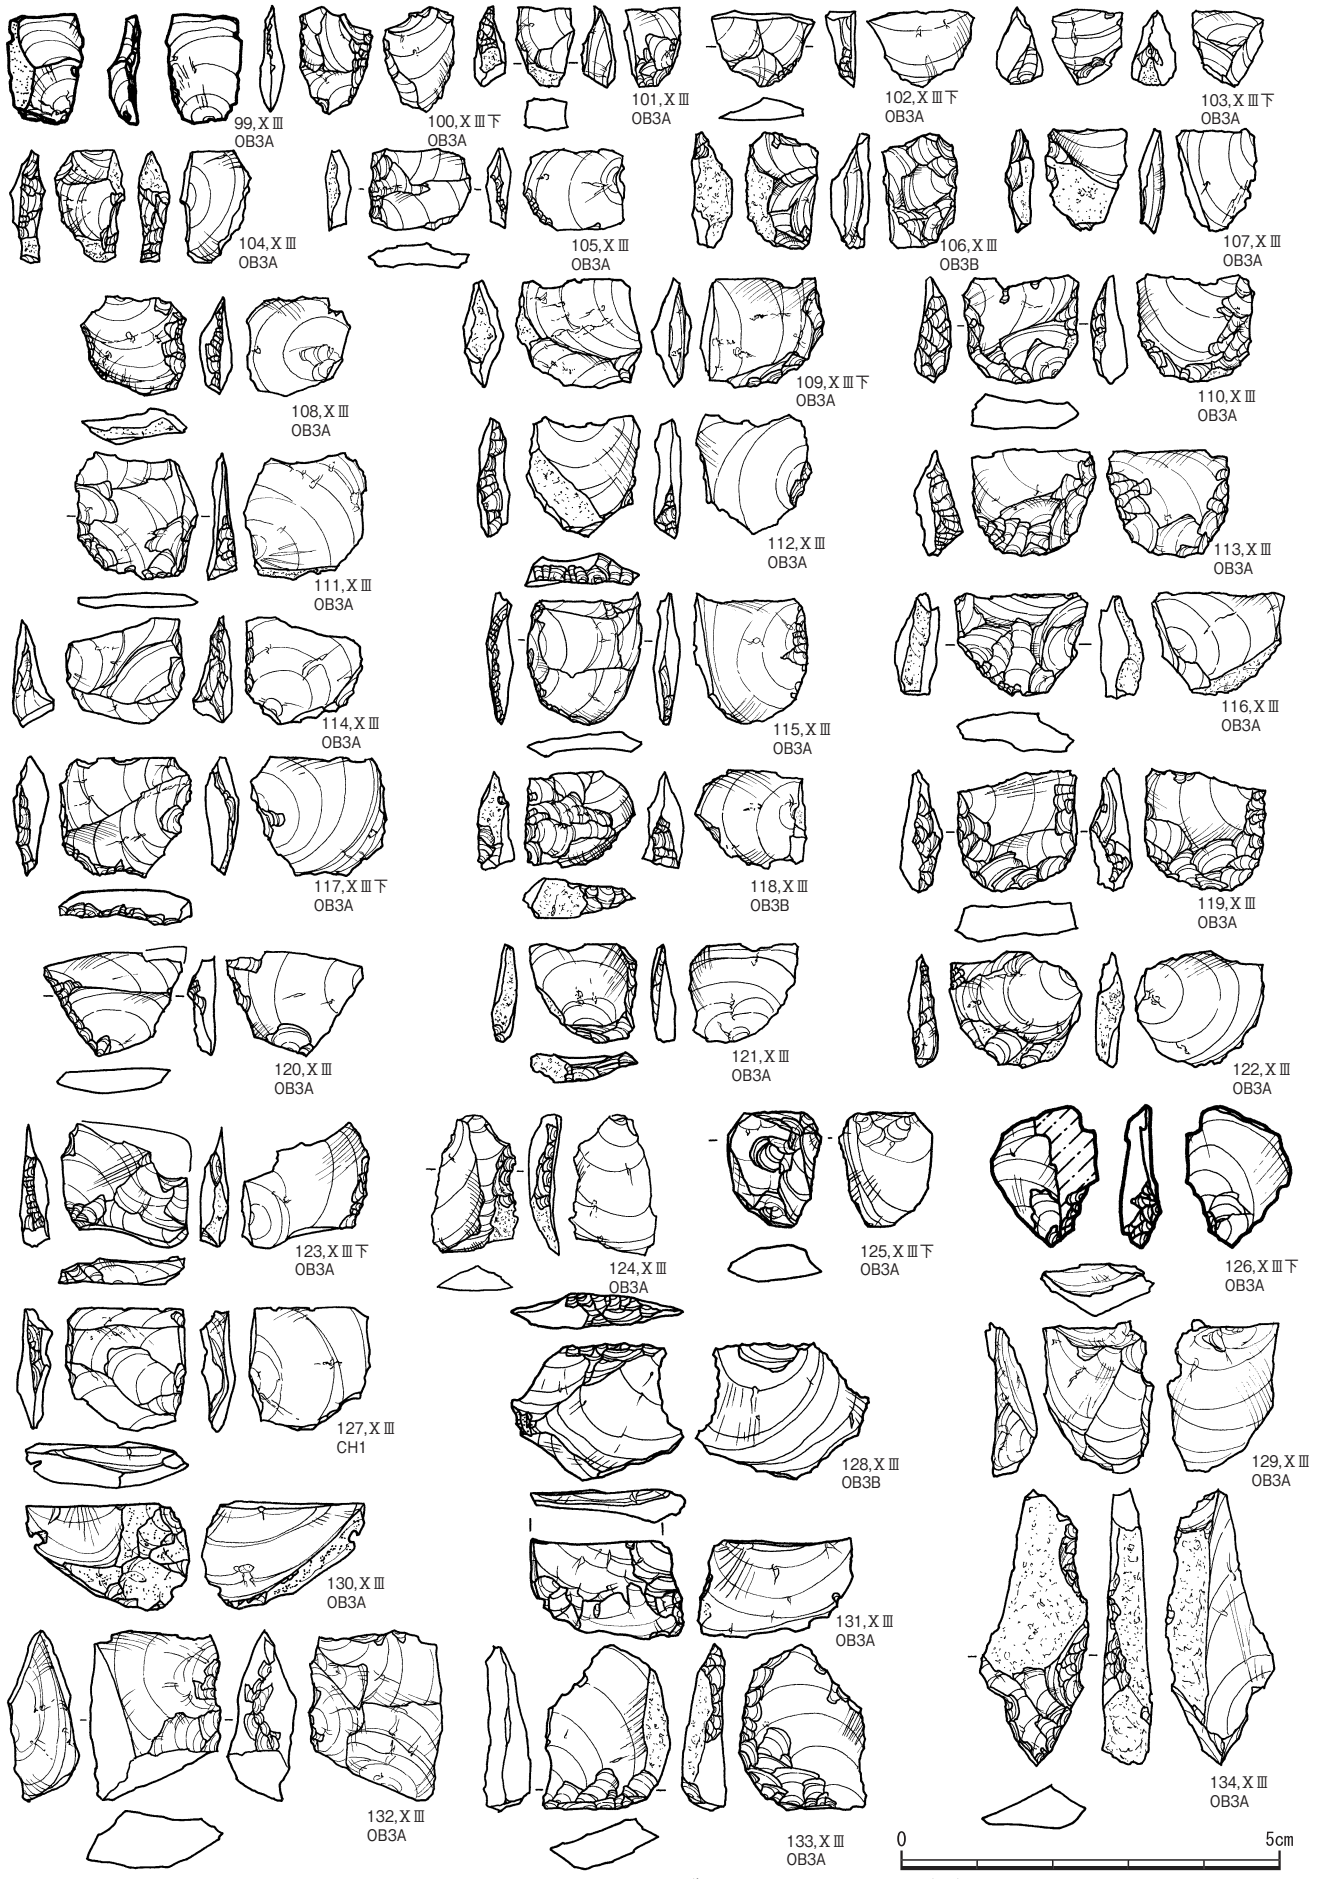 99,XⅢ
OB3A
100,XⅢ下
OB3A
101,XⅢ
OB3A
102,XⅢ下
OB3A
103,XⅢ下
OB3A
104,XⅢ
OB3A
105,XⅢ
OB3A
106,XⅢ
OB3B
107,XⅢ
OB3A
108,XⅢ
OB3A
109,XⅢ下
OB3A
110,XⅢ
OB3A
111,XⅢ
OB3A
112,XⅢ
OB3A
113,XⅢ
OB3A
114,XⅢ
OB3A
115,XⅢ
OB3A
116,XⅢ
OB3A
117,XⅢ下
OB3A
118,XⅢ
OB3B
119,XⅢ
OB3A
120,XⅢ
OB3A
121,XⅢ
OB3A
122,XⅢ
OB3A
123,XⅢ下
OB3A
124,XⅢ
OB3A
125,XⅢ下
OB3A
126,XⅢ下
OB3A
127,XⅢ
CH1
128,XⅢ
OB3B
129,XⅢ
OB3A
130,XⅢ
OB3A
131,XⅢ
OB3A
132,XⅢ
OB3A
133,XⅢ
OB3A
134,XⅢ
OB3A
0 5cm